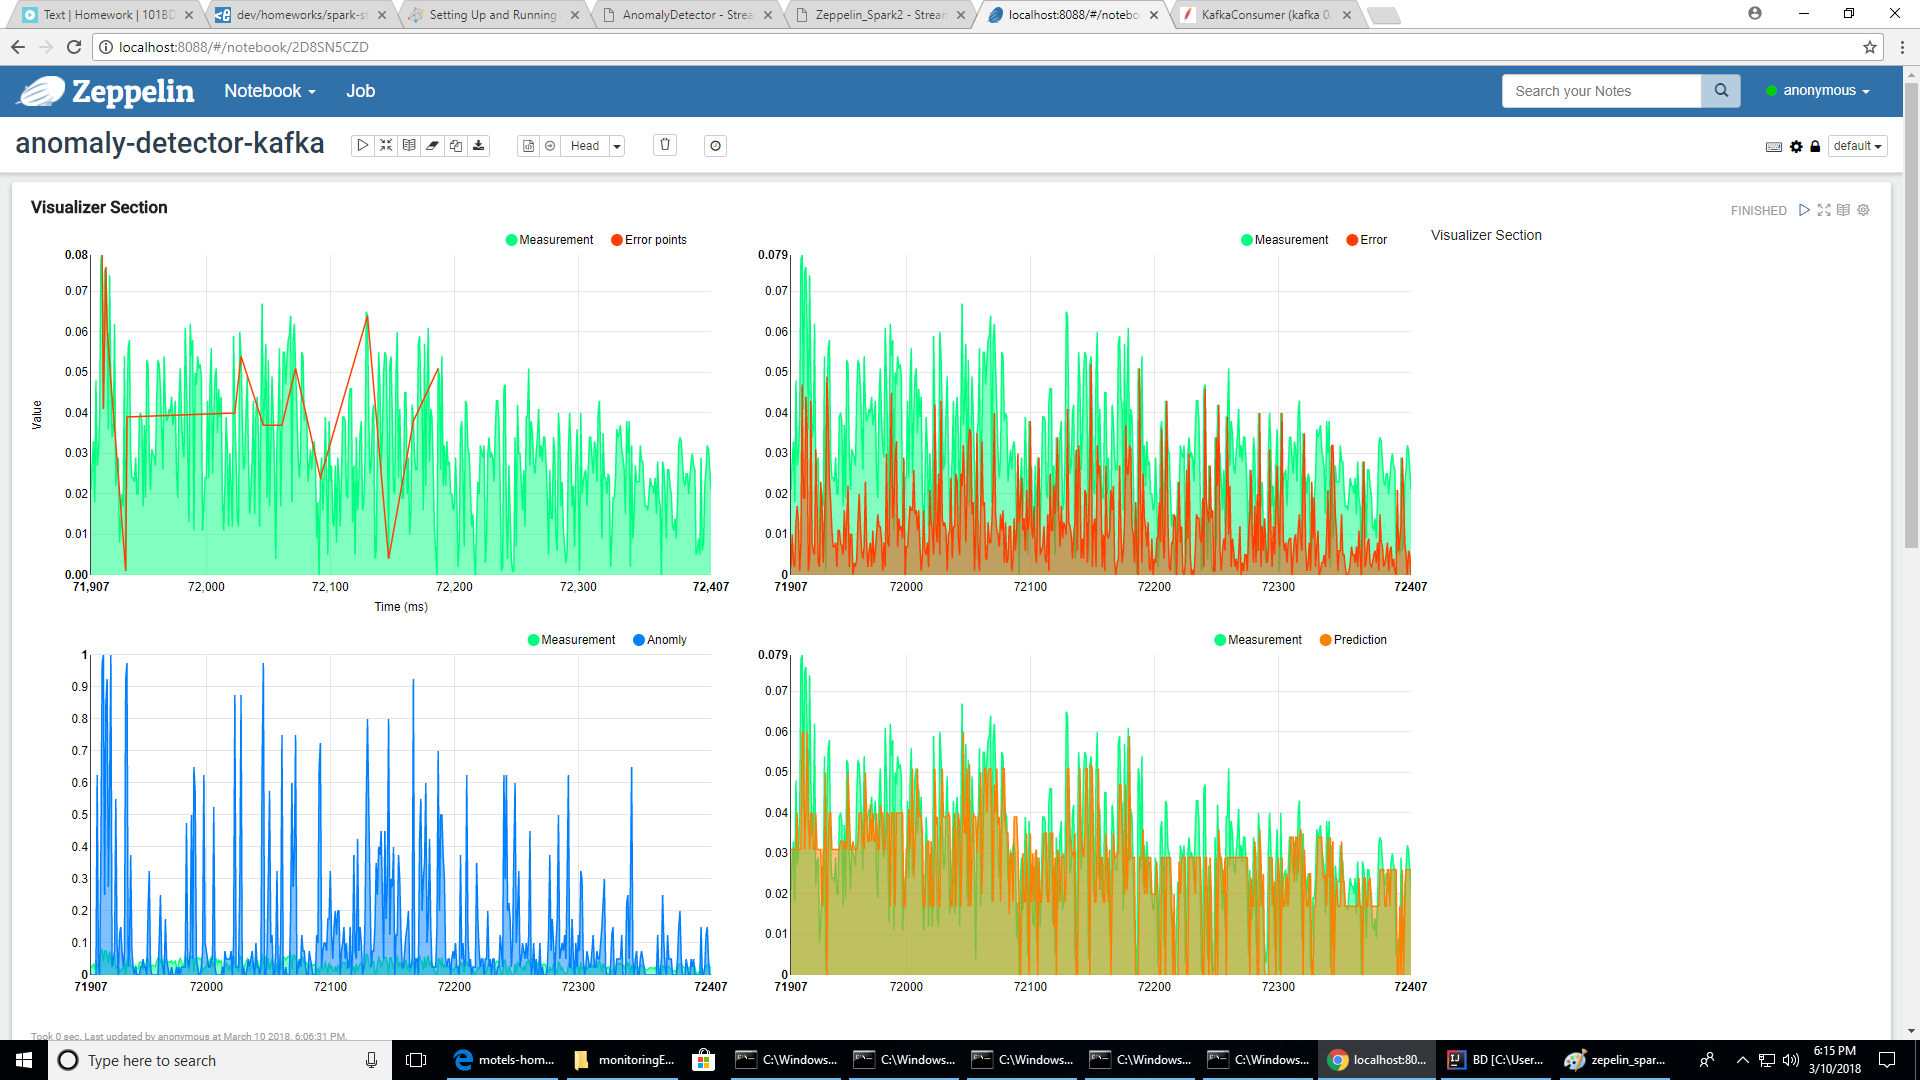 Text | Homework | 101BD
dev/homeworks/spark-st
Setting Up and Running
AnomalyDetector - Strea
Zeppelin_Spark2 - Stream
localhost:8088/#/notebo
KafkaConsumer (kafka 0.
localhost:8088/#/notebook/2D8SN5CZD
Zeppelin
Notebook
Job
Search your Notes
anonymous
anomaly-detector-kafka
Head
default
Visualizer Section
FINISHED
Measurement
Error points
0.08
0.07
0.06
0.05
0.04
0.03
0.02
0.01
0.00
Value
71,907
72,000
72,100
72,200
72,300
72,407
Time (ms)
Measurement
Error
0.079
0.07
0.06
0.05
0.04
0.03
0.02
0.01
0
71907
72000
72100
72200
72300
72407
Visualizer Section
Measurement
Anomly
1
0.9
0.8
0.7
0.6
0.5
0.4
0.3
0.2
0.1
0
71907
72000
72100
72200
72300
72407
Measurement
Prediction
0.079
0.07
0.06
0.05
0.04
0.03
0.02
0.01
0
71907
72000
72100
72200
72300
72407
Took 0 sec. Last updated by anonymous at March 10 2018, 6:06:31 PM.
Type here to search
motels-hom...
monitoringE...
C:\Windows...
C:\Windows...
C:\Windows...
C:\Windows...
C:\Windows...
localhost:80...
BD [C:\User...
zepelin_spar...
6:15 PM
3/10/2018